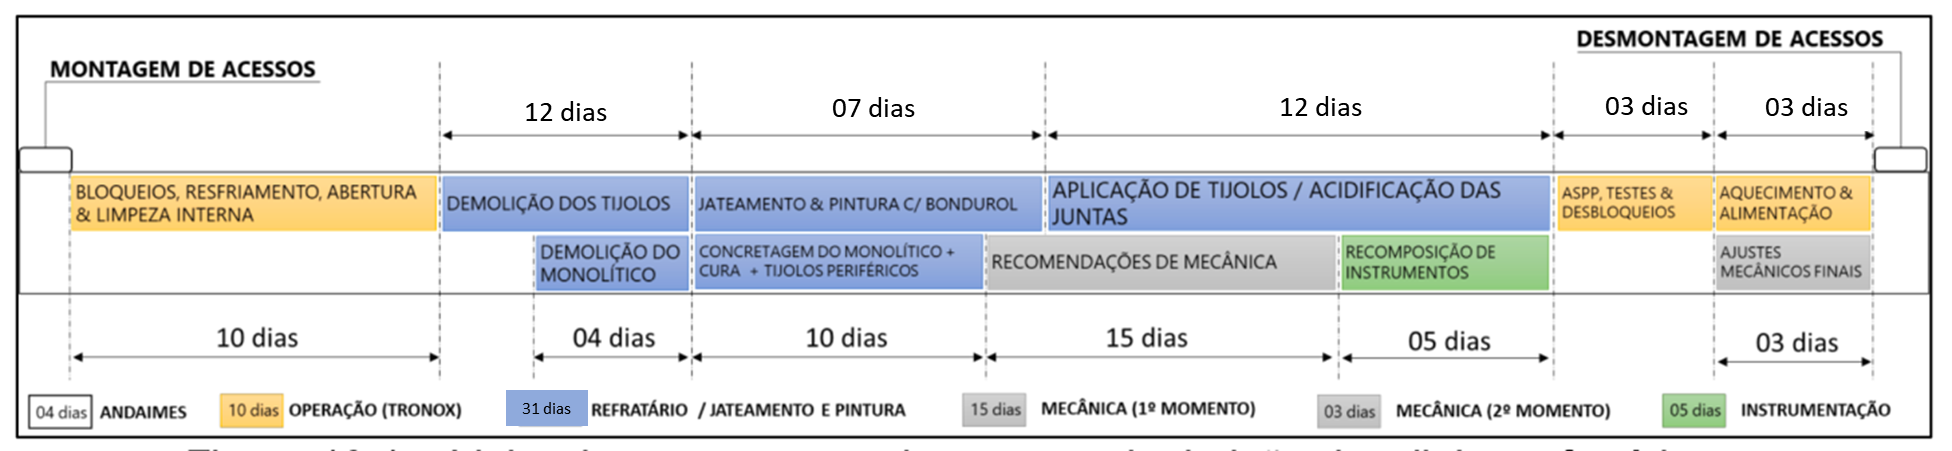 DESMONTAGEM DE ACESSOS
MONTAGEM DE ACESSOS
12 dias
07 dias
12 dias
03 dias
03 dias
BLOQUEIOS, RESFRIAMENTO, ABERTURA
& LIMPEZA INTERNA
DEMOLIÇÃO DOS TIJOLOS
JATEAMENTO & PINTURA C/ BONDUROL
APLICAÇÃO DE TIJOLOS / ACIDIFICAÇÃO DAS
JUNTAS
ASPP, TESTES &
DESBLOQUEIOS
AQUECIMENTO &
ALIMENTAÇÃO
DEMOLIÇÃO DO
MONOLÍTICO
CONCRETAGEM DO MONOLÍTICO +
CURA + TIJOLOS PERIFÉRICOS
RECOMENDAÇÕES DE MECÂNICA
RECOMPOSIÇÃO DE
INSTRUMENTOS
AJUSTES
MECÂNICOS FINAIS
10 dias
04 dias
10 dias
15 dias
05 dias
03 dias
04 dias ANDAIMES
10 dias OPERAÇÃO (TRONOX)
31 dias REFRATÁRIO / JATEAMENTO E PINTURA
15 dias MECÂNICA (1º MOMENTO)
03 dias MECÂNICA (2º MOMENTO)
05 dias INSTRUMENTAÇÃO